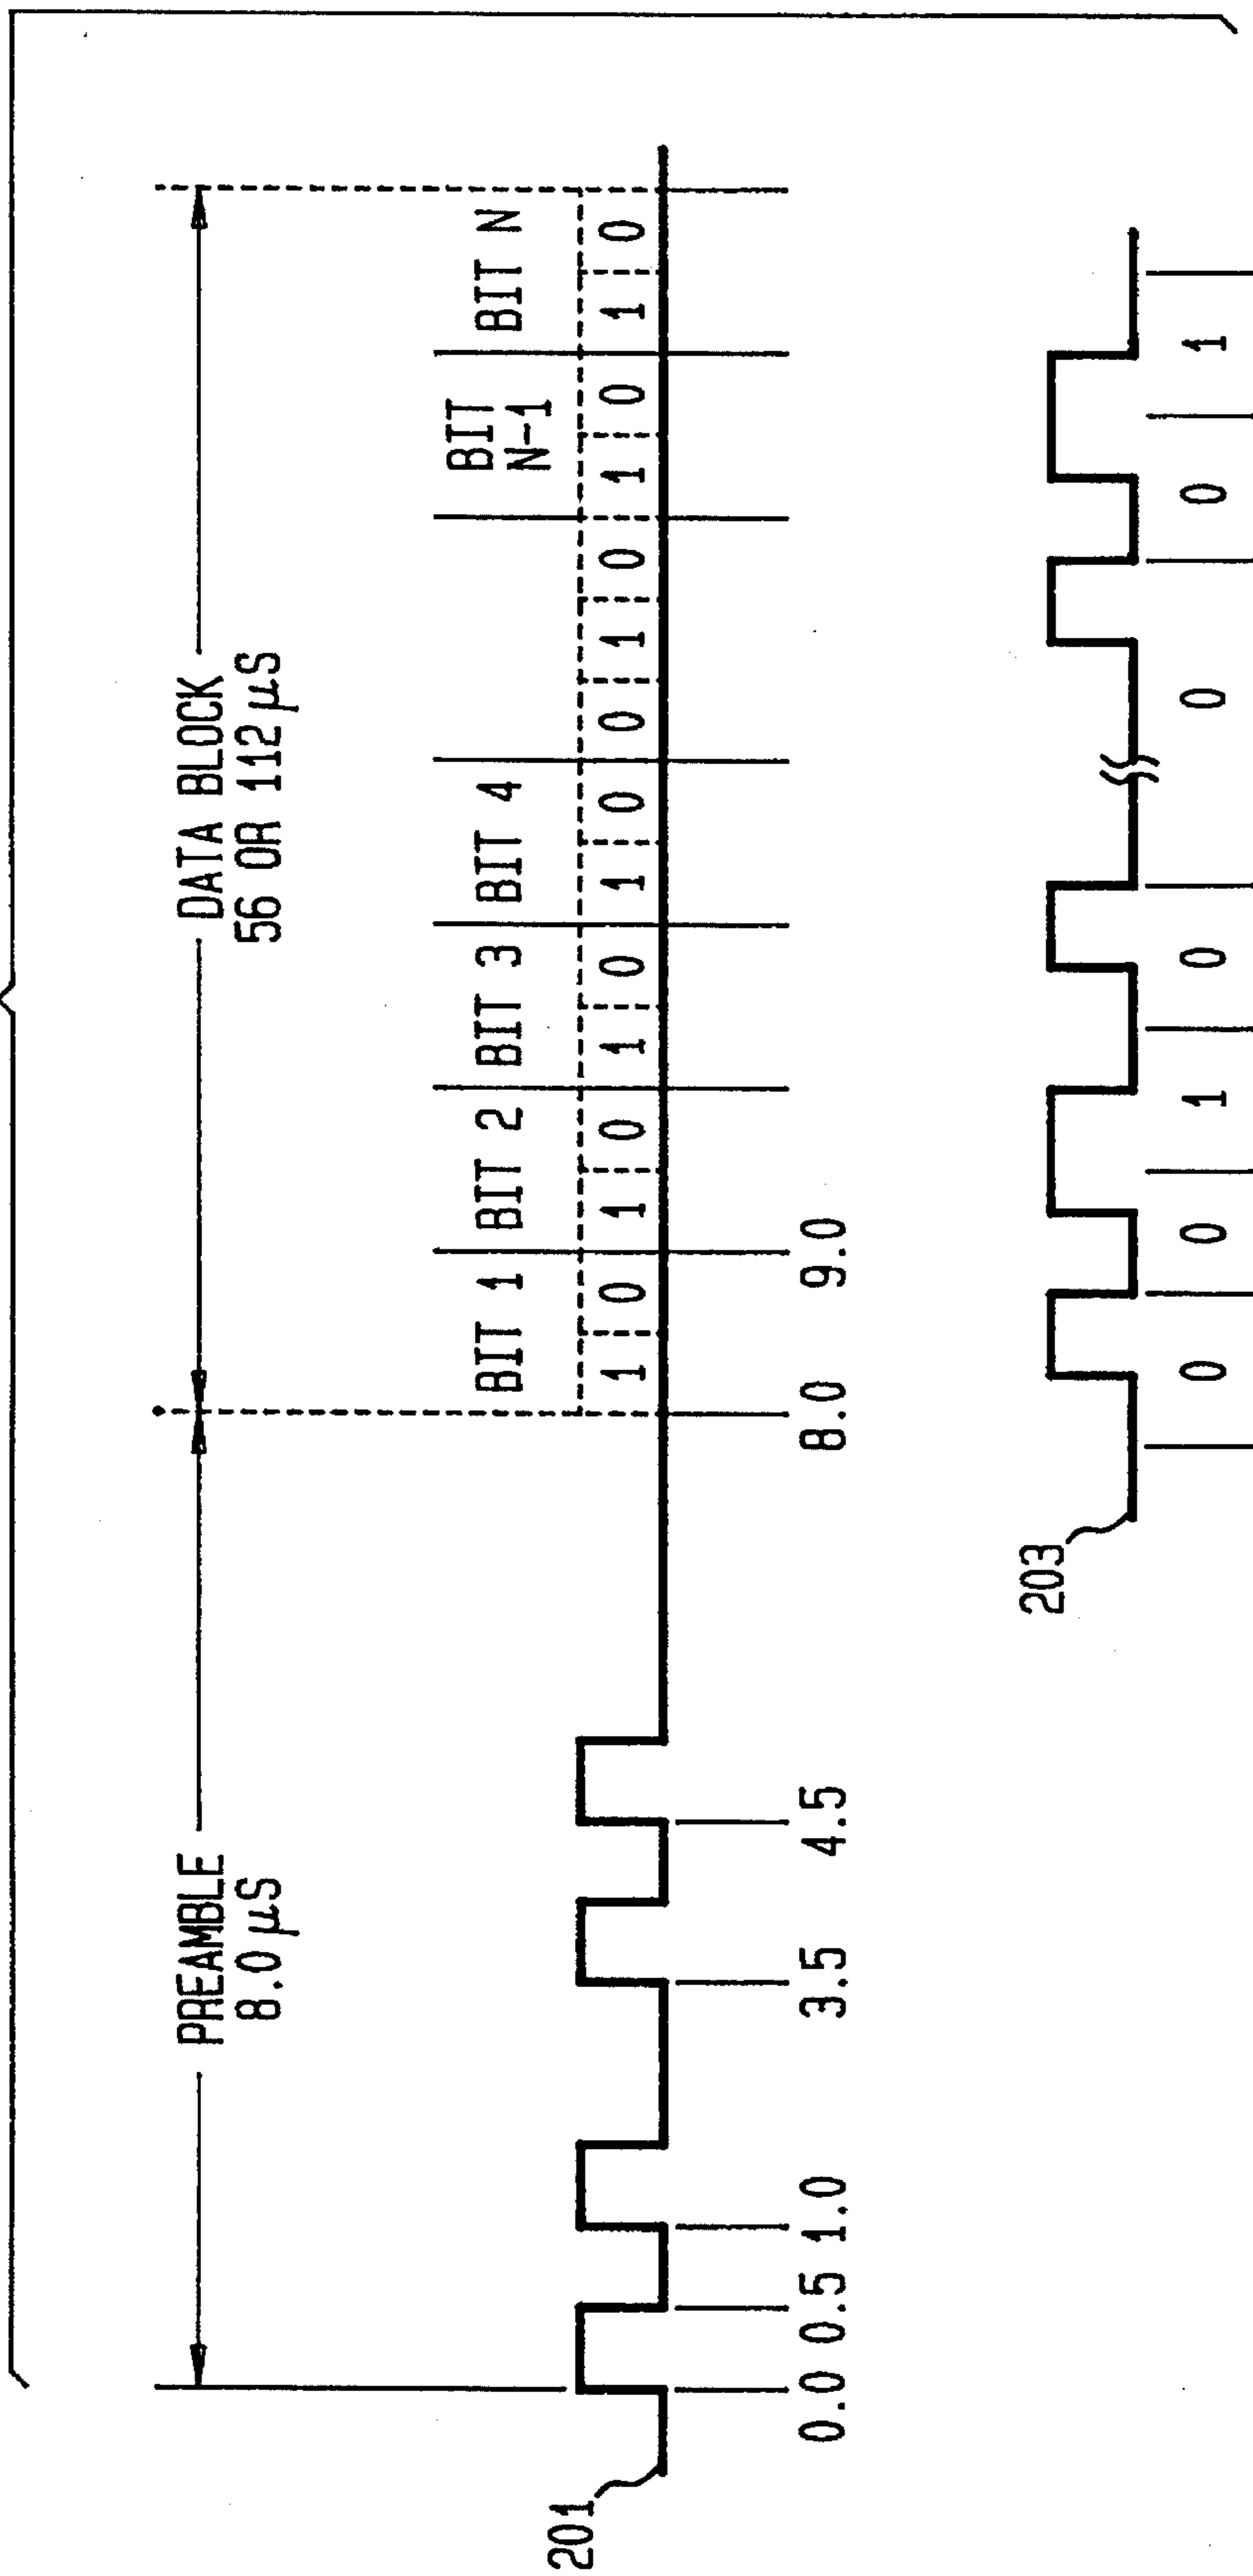 PREAMBLE
8.0 μS
DATA BLOCK
56 OR 112 μS
BIT 1 BIT 2 BIT 3 BIT 4 BIT N-1 BIT N
1 0 1 0 1 0 1 0 0 1 0 1 0 1 0
201
0.0 0.5 1.0 3.5 4.5 8.0 9.0
203
0 0 1 0 0 0 1